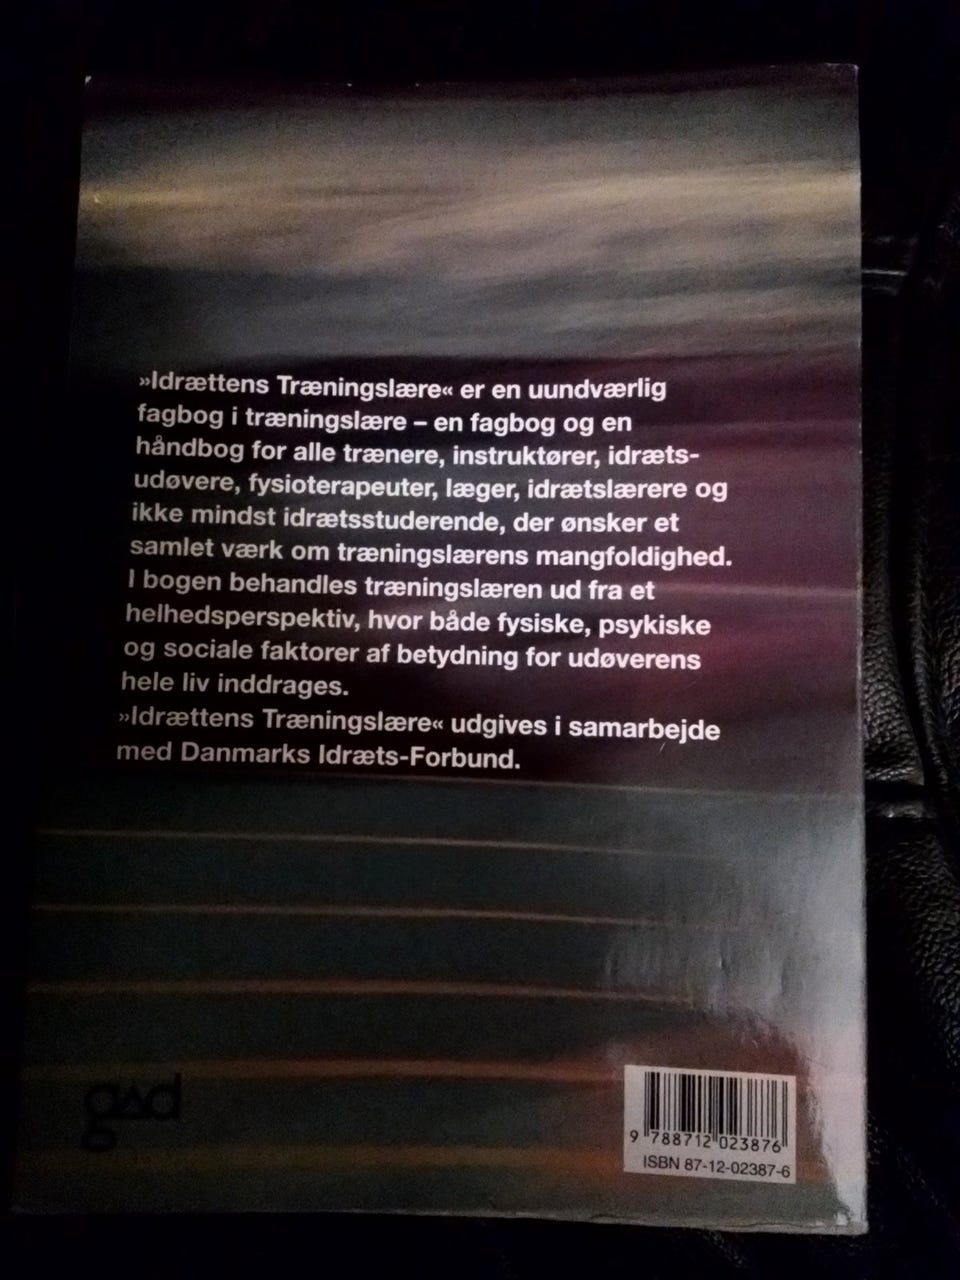 »Idrættens Træningslære« er en uundværlig
fagbog i træningslære – en fagbog og en
håndbog for alle trænere, instruktører, idræts-
udøvere, fysioterapeuter, læger, idrætslærere og
ikke mindst idrætsstuderende, der ønsker et
samlet værk om træningslærens mangfoldighed.
I bogen behandles træningslæren ud fra et
helhedsperspektiv, hvor både fysiske, psykiske
og sociale faktorer af betydning for udøverens
hele liv inddrages.
»Idrættens Træningslære« udgives i samarbejde
med Danmarks Idræts-Forbund.
gad
9 788712 023876
ISBN 87-12-02387-6